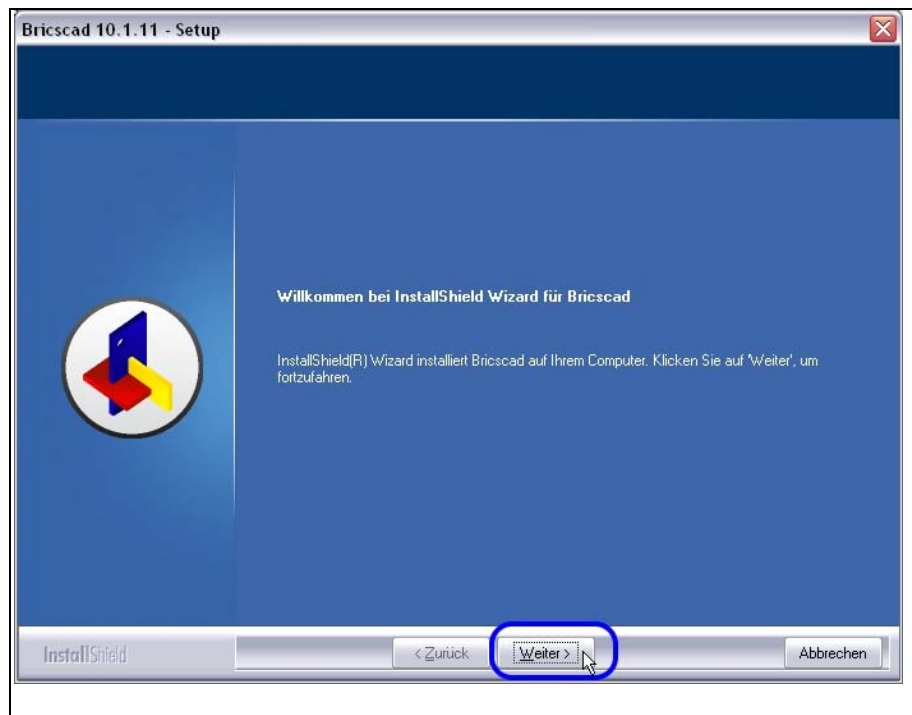 Bricscad 10.1.11 - Setup
Willkommen bei InstallShield Wizard für Bricscad
InstallShield(R) Wizard installiert Bricscad auf Ihrem Computer. Klicken Sie auf 'Weiter', um
fortzufahren.
InstallShield
< Zurück
Weiter >
Abbrechen